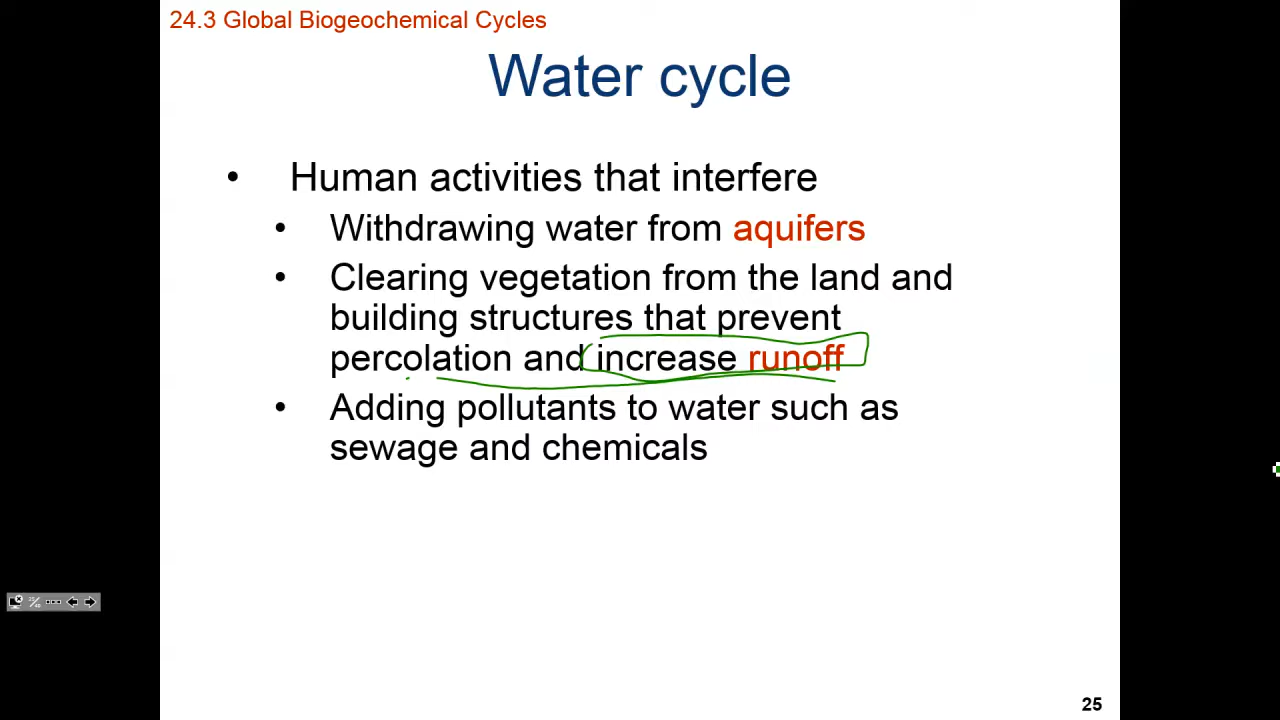 24.3 Global Biogeochemical Cycles
Water cycle
• Human activities that interfere
• Withdrawing water from aquifers
• Clearing vegetation from the land and
building structures that prevent
percolation and increase runoff
• Adding pollutants to water such as
sewage and chemicals
25